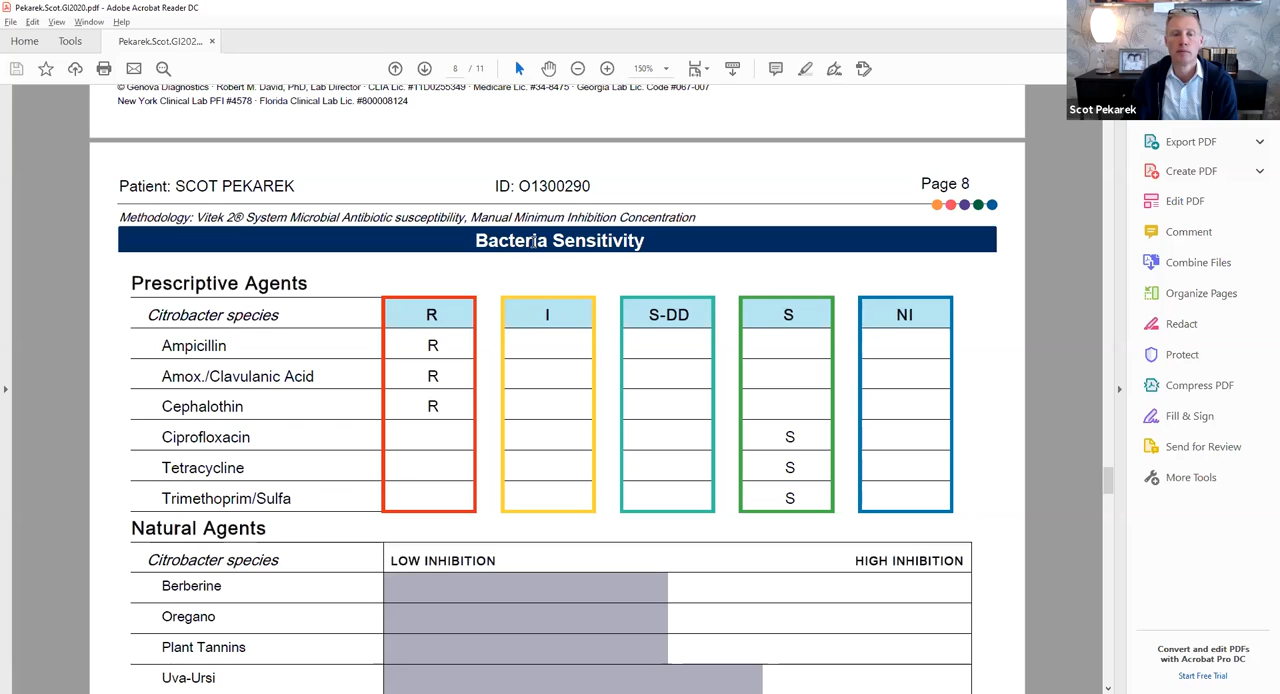 Pekarek.Scot.GI2020.pdf - Adobe Acrobat Reader DC
File Edit View Window Help
Home Tools Pekarek.Scot.GI202... ×
8 / 11 150%
© Genova Diagnostics · Robert M. David, PhD, Lab Director · CLIA Lic. #11D0255349 · Medicare Lic. #34-8475 · Georgia Lab Lic. Code #067-007
New York Clinical Lab PFI #4578 · Florida Clinical Lab Lic. #800008124
Patient: SCOT PEKAREK ID: O1300290 Page 8
Methodology: Vitek 2® System Microbial Antibiotic susceptibility, Manual Minimum Inhibition Concentration
Bacteria Sensitivity
Prescriptive Agents
Citrobacter species R I S-DD S NI
Ampicillin R
Amox./Clavulanic Acid R
Cephalothin R
Ciprofloxacin S
Tetracycline S
Trimethoprim/Sulfa S
Natural Agents
Citrobacter species LOW INHIBITION HIGH INHIBITION
Berberine
Oregano
Plant Tannins
Uva-Ursi
Scot Pekarek
Export PDF
Create PDF
Edit PDF
Comment
Combine Files
Organize Pages
Redact
Protect
Compress PDF
Fill & Sign
Send for Review
More Tools
Convert and edit PDFs
with Acrobat Pro DC
Start Free Trial